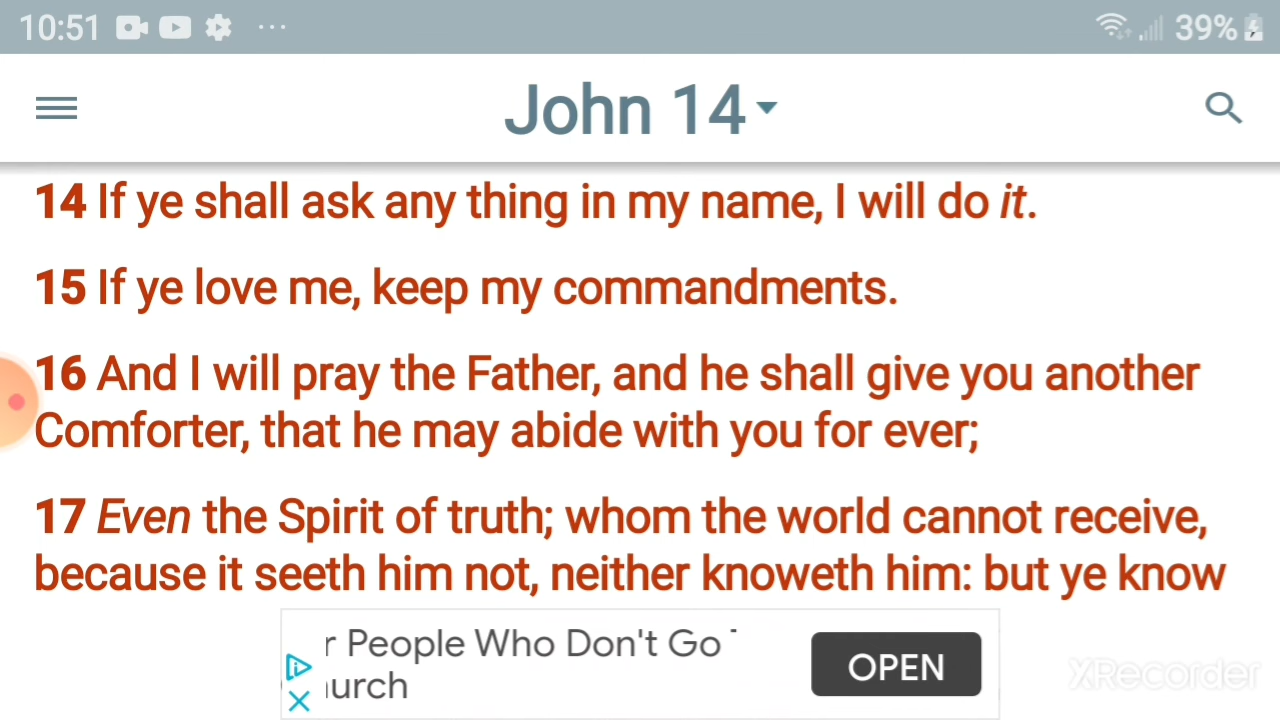 10:51 ... 39%
John 14
14 If ye shall ask any thing in my name, I will do it.
15 If ye love me, keep my commandments.
16 And I will pray the Father, and he shall give you another
Comforter, that he may abide with you for ever;
17 Even the Spirit of truth; whom the world cannot receive,
because it seeth him not, neither knoweth him: but ye know
People Who Don't Go
OPEN
XRecorder